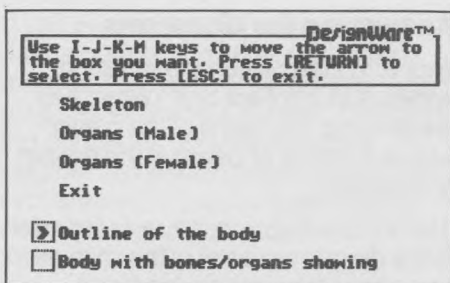 DesignWare™
Use I-J-K-M keys to move the arrow to
the box you want. Press [RETURN] to
select. Press [ESC] to exit.
Skeleton
Organs [Male]
Organs [Female]
Exit
Outline of the body
Body with bones/organs showing